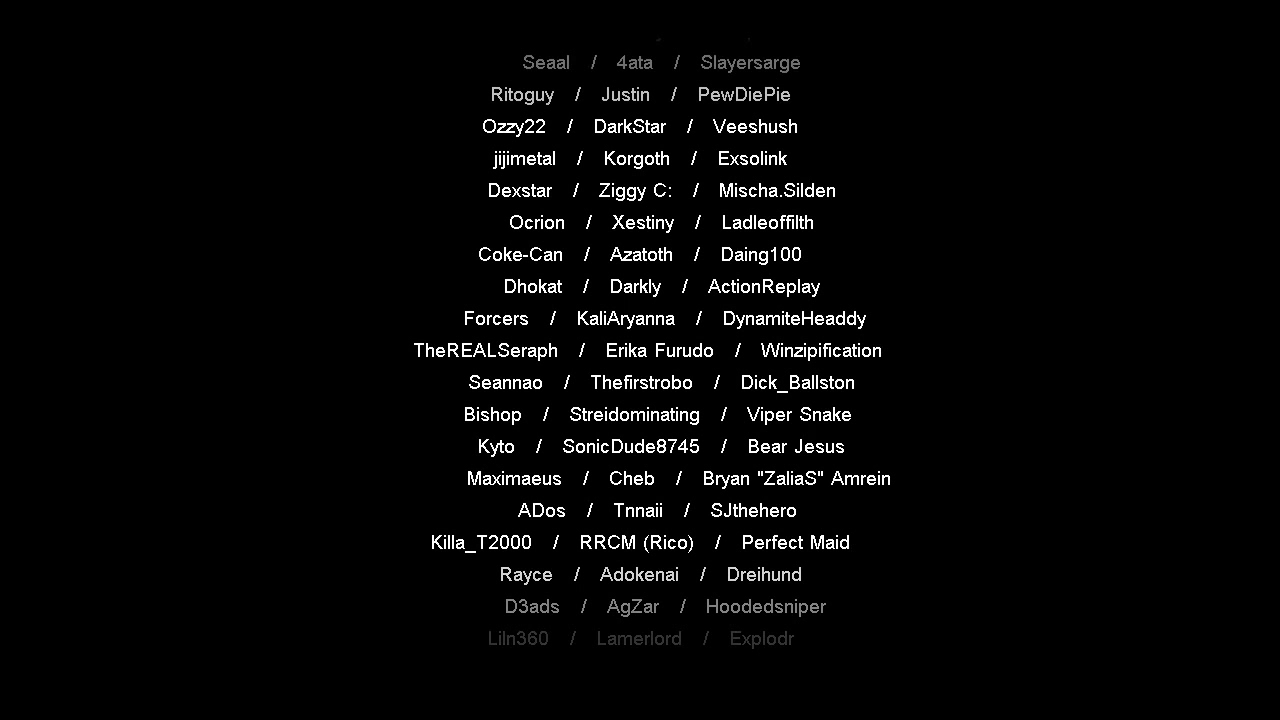 Seaal / 4ata / Slayersarge
Ritoguy / Justin / PewDiePie
Ozzy22 / DarkStar / Veeshush
jijimetal / Korgoth / Exsolink
Dexstar / Ziggy C: / Mischa.Silden
Ocrion / Xestiny / Ladleoffilth
Coke-Can / Azatoth / Daing100
Dhokat / Darkly / ActionReplay
Forcers / KaliAryanna / DynamiteHeaddy
TheREALSeraph / Erika Furudo / Winzipification
Seannao / Thefirstrobo / Dick_Ballston
Bishop / Streidominating / Viper Snake
Kyto / SonicDude8745 / Bear Jesus
Maximaeus / Cheb / Bryan "ZaliaS" Amrein
ADos / Tnnaii / SJthehero
Killa_T2000 / RRCM (Rico) / Perfect Maid
Rayce / Adokenai / Dreihund
D3ads / AgZar / Hoodedsniper
Liln360 / Lamerlord / Explodr